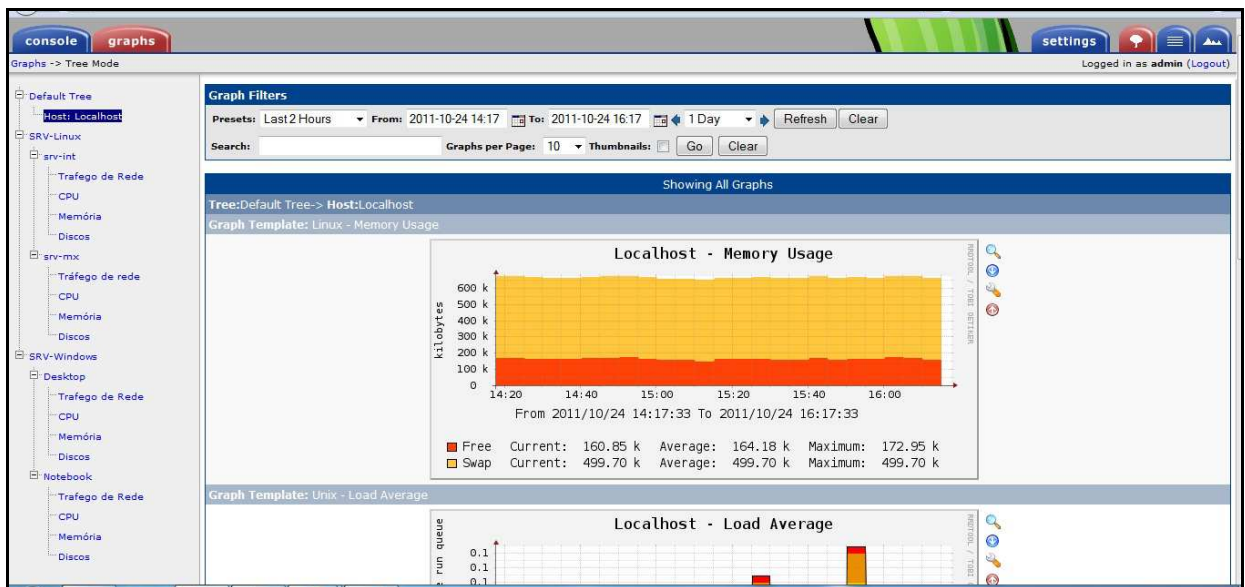 console graphs settings
Graphs -> Tree Mode Logged in as admin (Logout)
Default Tree
Host: Localhost
SRV-Linux
srv-int
Trafego de Rede
CPU
Memória
Discos
srv-mx
Tráfego de rede
CPU
Memória
Discos
SRV-Windows
Desktop
Trafego de Rede
CPU
Memória
Discos
Notebook
Trafego de Rede
CPU
Memória
Discos
Graph Filters
Presets: Last 2 Hours From: 2011-10-24 14:17 To: 2011-10-24 16:17 1 Day Refresh Clear
Search: Graphs per Page: 10 Thumbnails: Go Clear
Showing All Graphs
Tree:Default Tree-> Host:Localhost
Graph Template: Linux - Memory Usage
Localhost - Memory Usage
RRDTOOL / TOBI OETIKER
kilobytes
600 k
500 k
400 k
300 k
200 k
100 k
0
14:20 14:40 15:00 15:20 15:40 16:00
From 2011/10/24 14:17:33 To 2011/10/24 16:17:33
Free Current: 160.85 k Average: 164.18 k Maximum: 172.95 k
Swap Current: 499.70 k Average: 499.70 k Maximum: 499.70 k
Graph Template: Unix - Load Average
Localhost - Load Average
RRDTOOL / TOBI
run queue
0.1
0.1
0.1